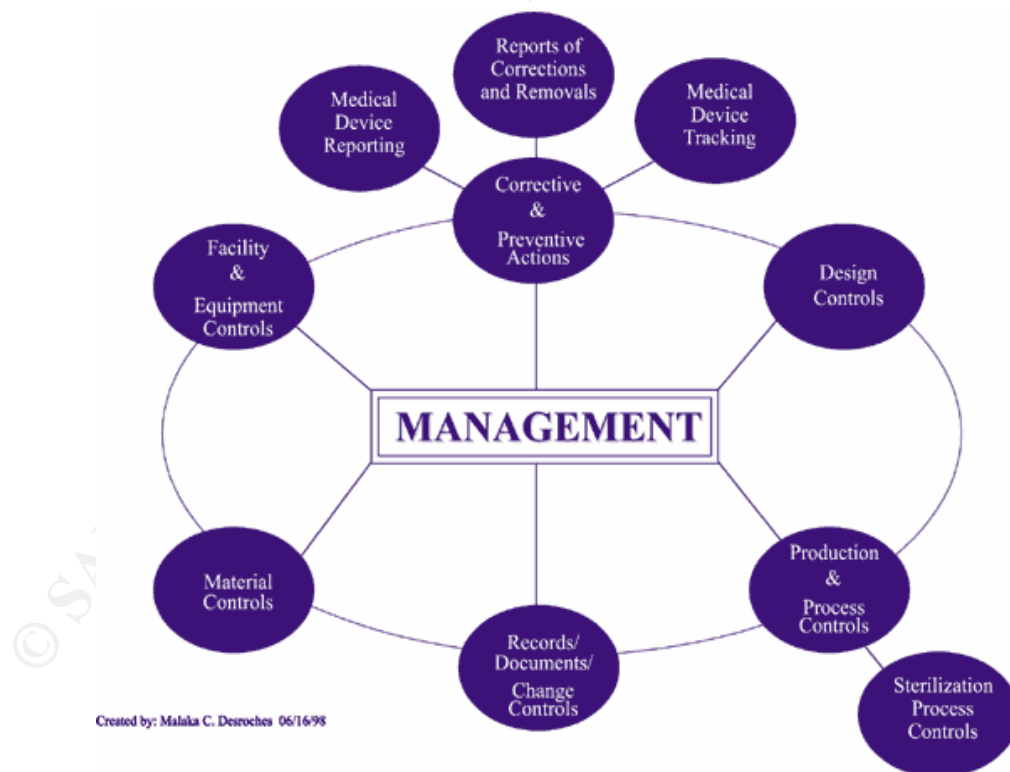 Reports of
Corrections
and Removals
Medical
Device
Reporting
Medical
Device
Tracking
Corrective
&
Preventive
Actions
Facility
&
Equipment
Controls
Design
Controls
MANAGEMENT
Material
Controls
Production
&
Process
Controls
Records/
Documents/
Change
Controls
Sterilization
Process
Controls
Created by: Malaka C. Desroches 06/16/98
©